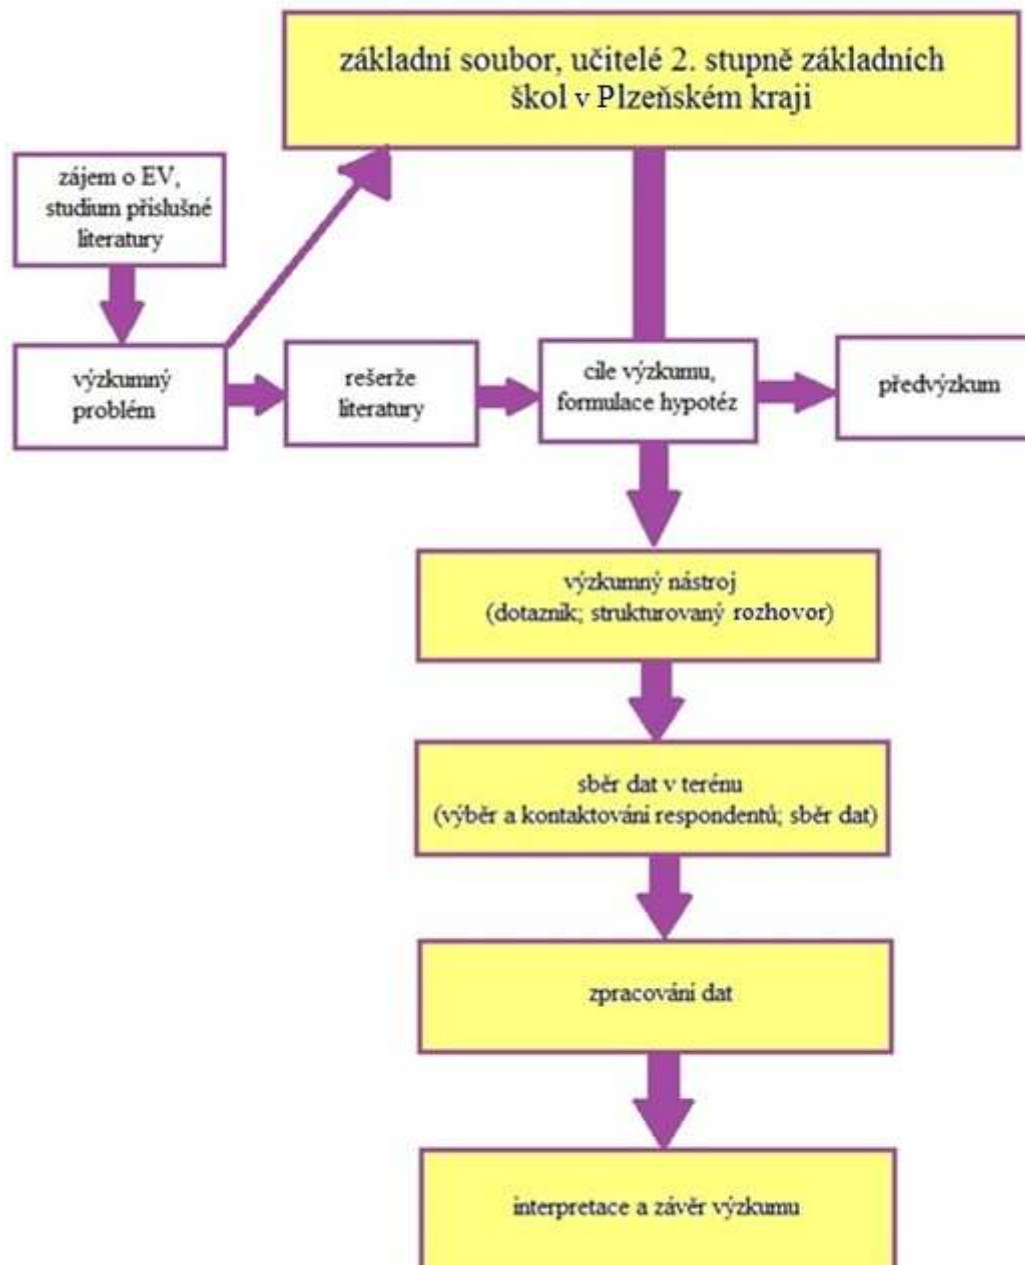 základní soubor, učitelé 2. stupně základních
škol v Plzeňském kraji
zájem o EV,
studium příslušné
literatury
výzkumný
problém
rešerže
literatury
cíle výzkumu,
formulace hypotéz
předvýzkum
výzkumný nástroj
(dotazník; strukturovaný rozhovor)
sběr dat v terénu
(výběr a kontaktování respondentů; sběr dat)
zpracování dat
interpretace a závěr výzkumu